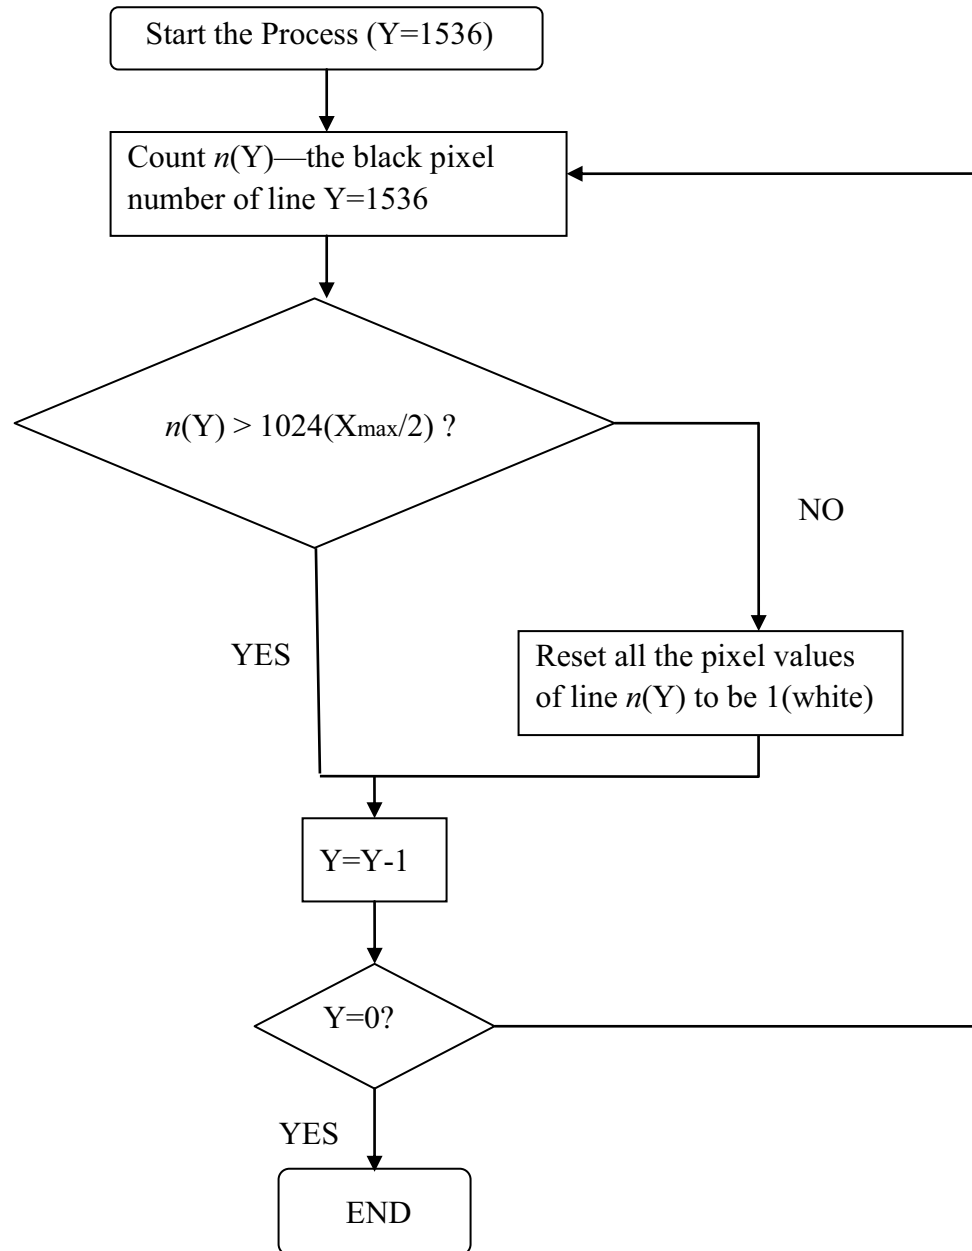 Start the Process (Y=1536)
Count n(Y)—the black pixel
number of line Y=1536
n(Y) > 1024(Xmax/2) ?
NO
YES
Reset all the pixel values
of line n(Y) to be 1(white)
Y=Y-1
Y=0?
YES
END